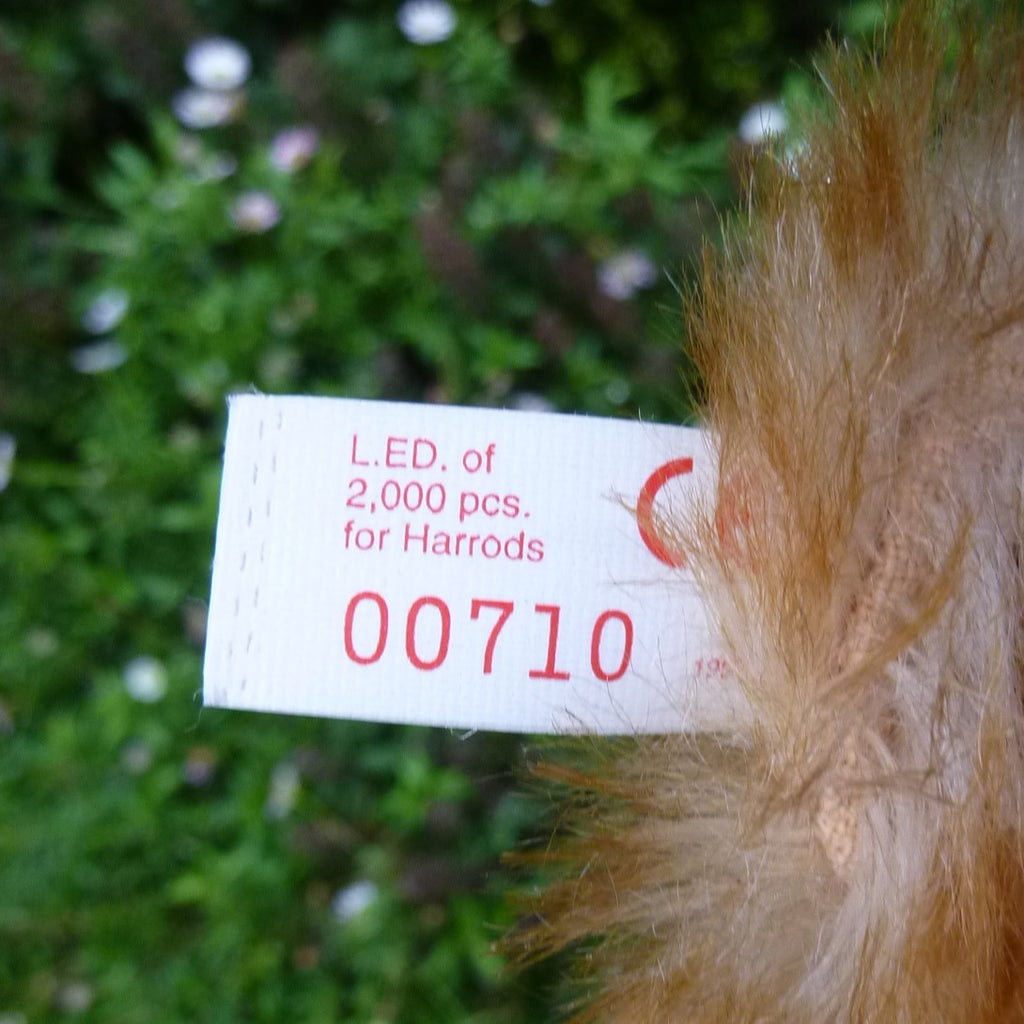 L.ED. of
2,000 pcs.
for Harrods
00710